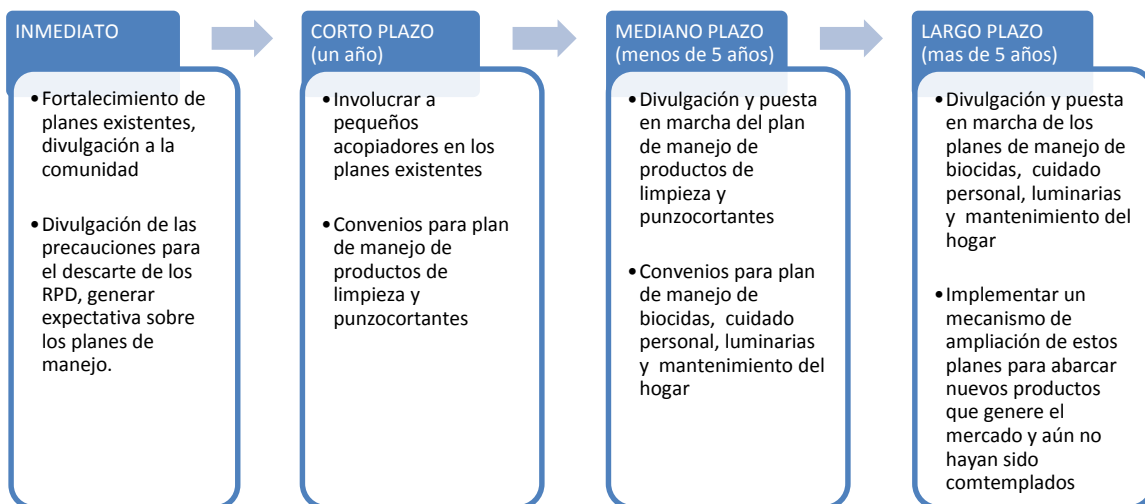 INMEDIATO
•Fortalecimiento de
planes existentes,
divulgación a la
comunidad
•Divulgación de las
precauciones para
el descarte de los
RPD, generar
expectativa sobre
los planes de
manejo.
CORTO PLAZO
(un año)
•Involucrar a
pequeños
acopiadores en los
planes existentes
•Convenios para plan
de manejo de
productos de
limpieza y
punzocortantes
MEDIANO PLAZO
(menos de 5 años)
•Divulgación y puesta
en marcha del plan
de manejo de
productos de
limpieza y
punzocortantes
•Convenios para plan
de manejo de
biocidas, cuidado
personal, luminarias
y mantenimiento del
hogar
LARGO PLAZO
(mas de 5 años)
•Divulgación y puesta
en marcha de los
planes de manejo de
biocidas, cuidado
personal, luminarias
y mantenimiento del
hogar
•Implementar un
mecanismo de
ampliación de estos
planes para abarcar
nuevos productos
que genere el
mercado y aún no
hayan sido
comtemplados